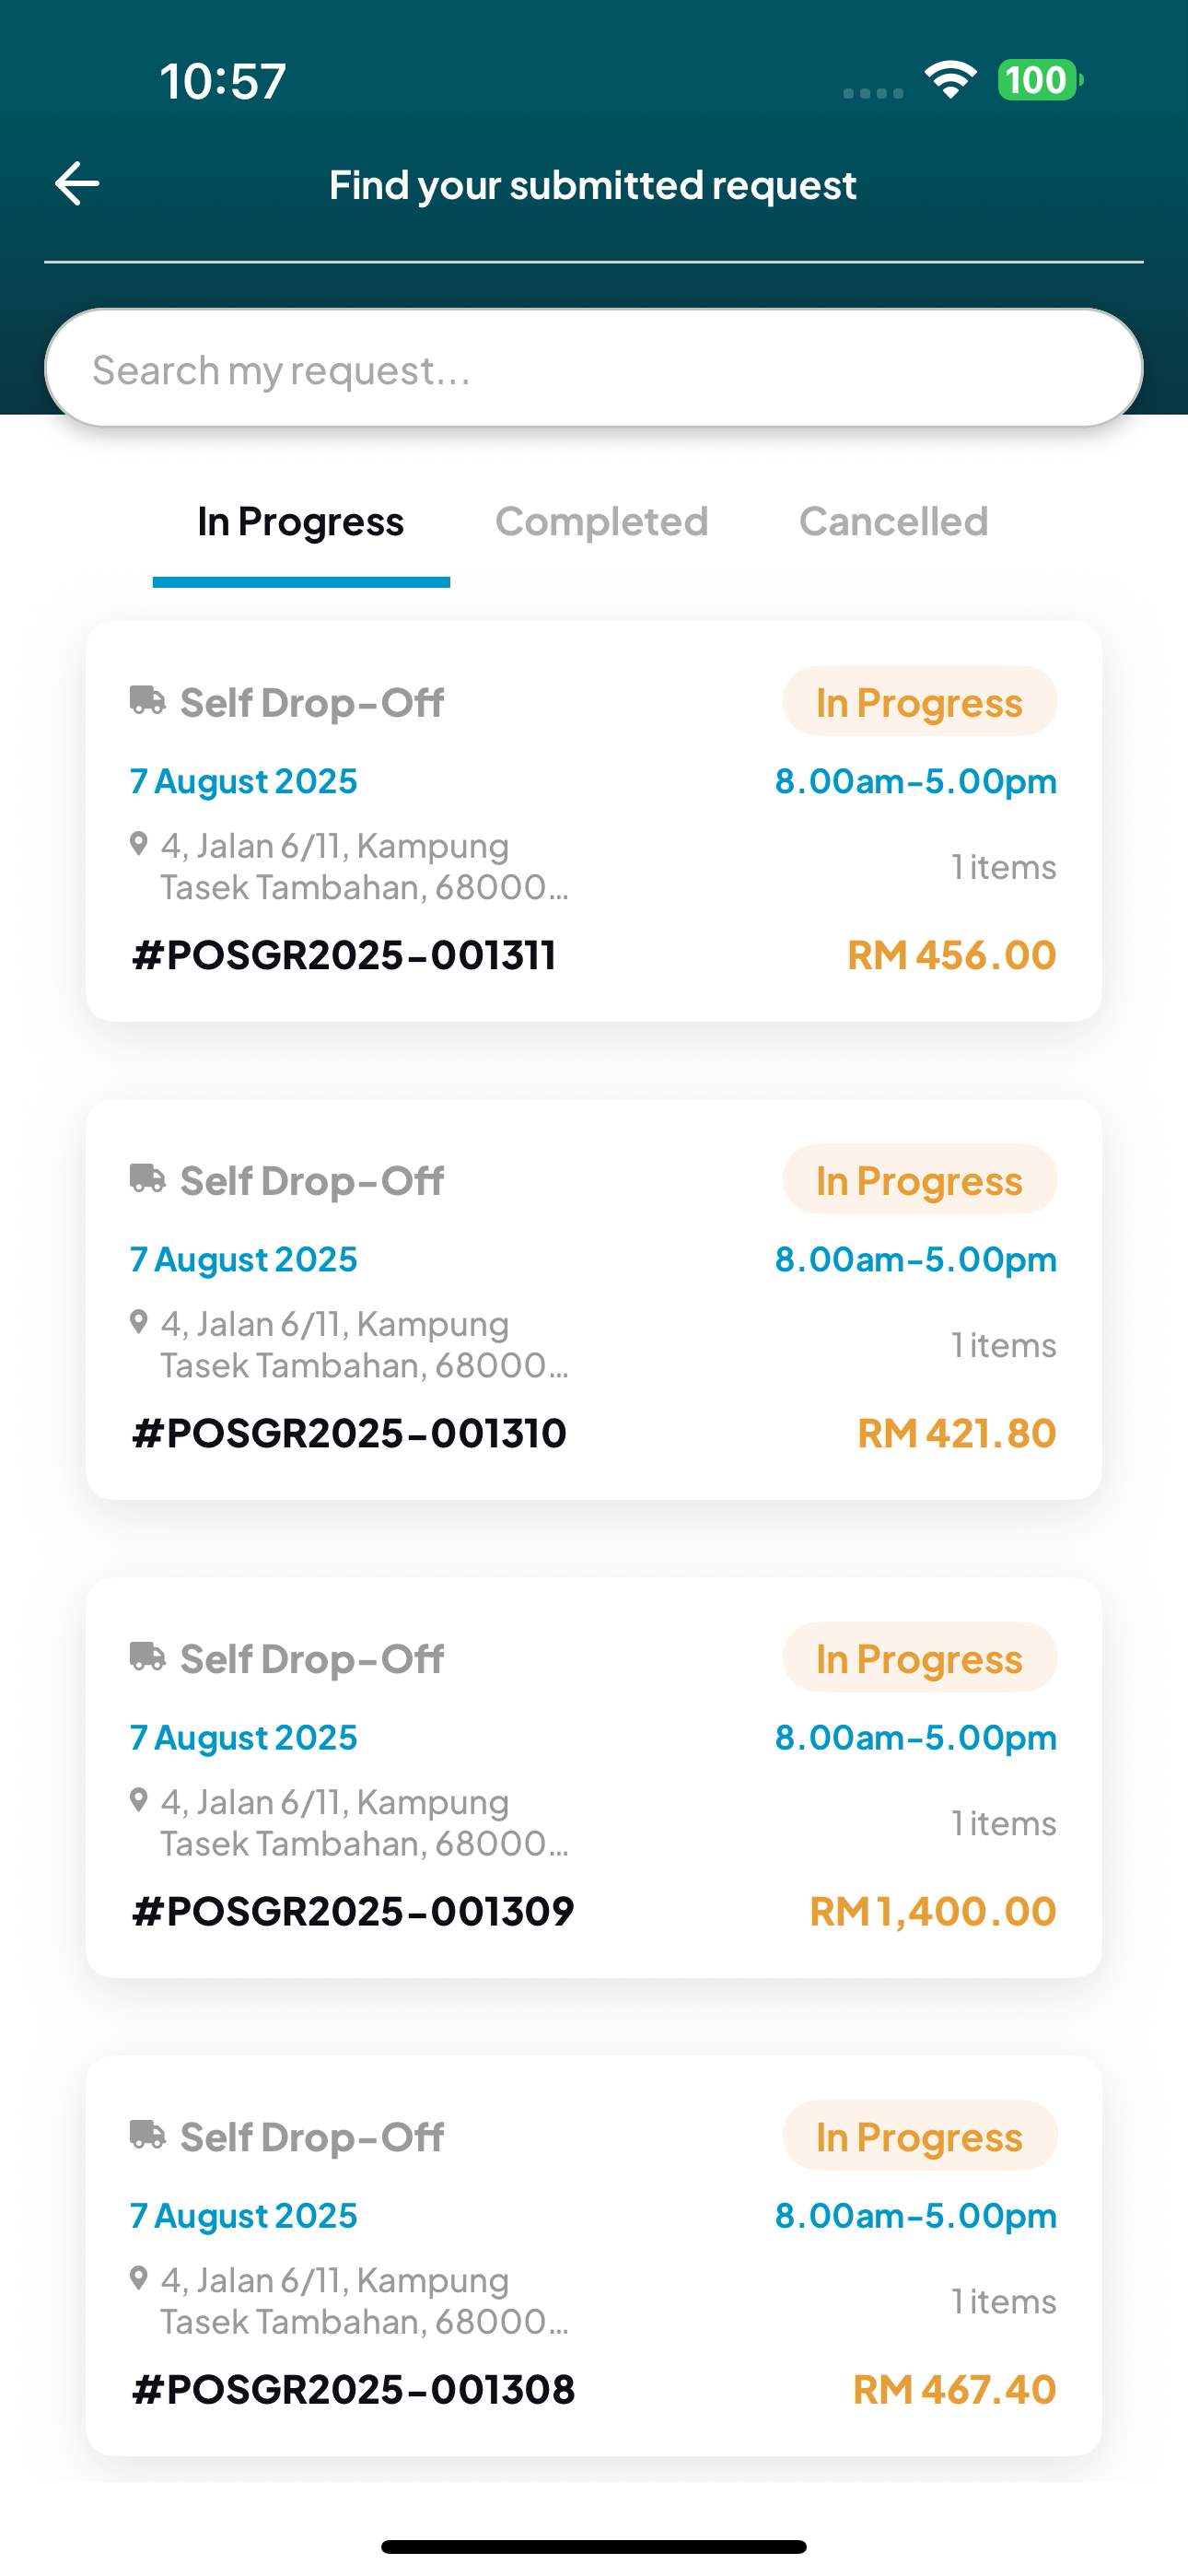 10:57
100
Find your submitted request
Search my request...
In Progress Completed Cancelled
Self Drop-Off In Progress
7 August 2025 8.00am-5.00pm
4, Jalan 6/11, Kampung
Tasek Tambahan, 68000...
1 items
#POSGR2025-001311 RM 456.00
Self Drop-Off In Progress
7 August 2025 8.00am-5.00pm
4, Jalan 6/11, Kampung
Tasek Tambahan, 68000...
1 items
#POSGR2025-001310 RM 421.80
Self Drop-Off In Progress
7 August 2025 8.00am-5.00pm
4, Jalan 6/11, Kampung
Tasek Tambahan, 68000...
1 items
#POSGR2025-001309 RM 1,400.00
Self Drop-Off In Progress
7 August 2025 8.00am-5.00pm
4, Jalan 6/11, Kampung
Tasek Tambahan, 68000...
1 items
#POSGR2025-001308 RM 467.40